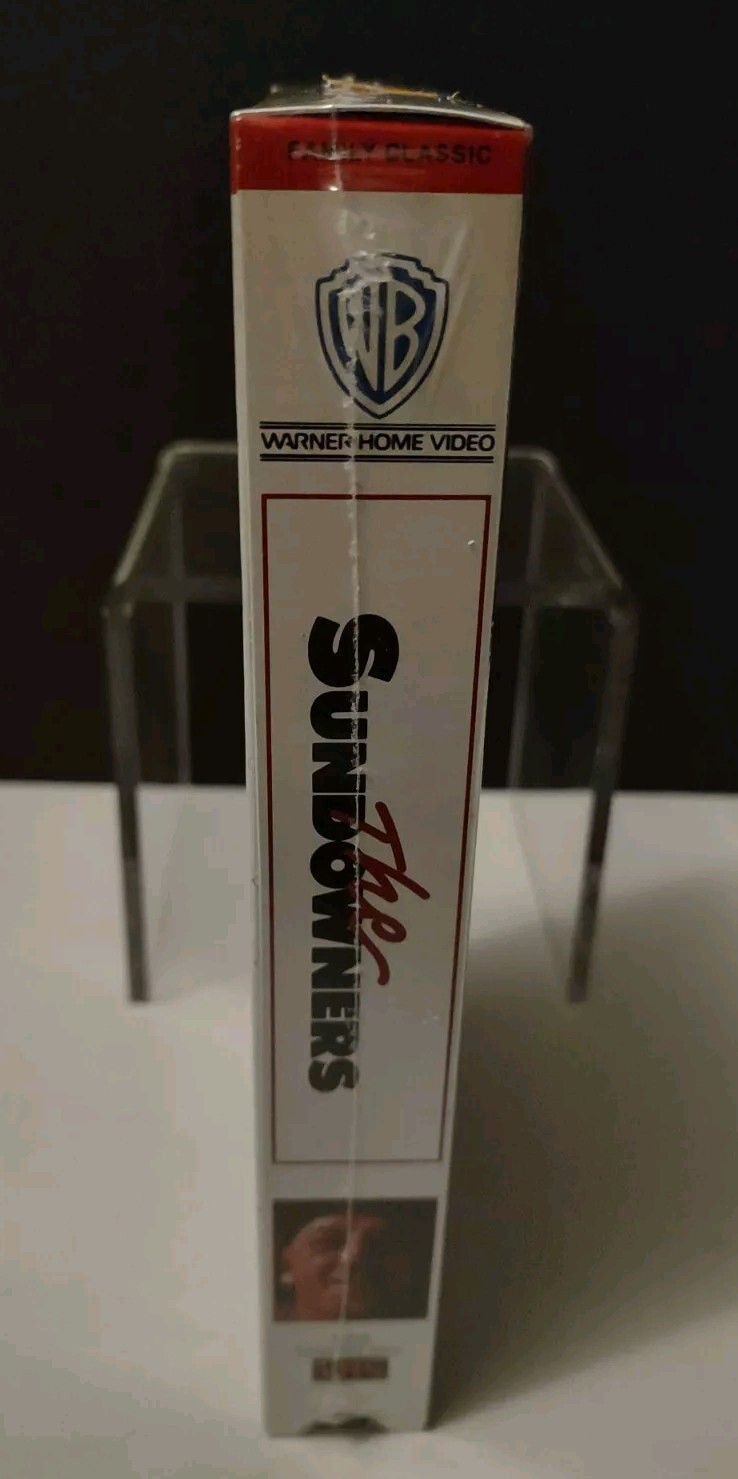 FAMILY CLASSIC
WB
WARNER HOME VIDEO
The
SUNDOWNERS